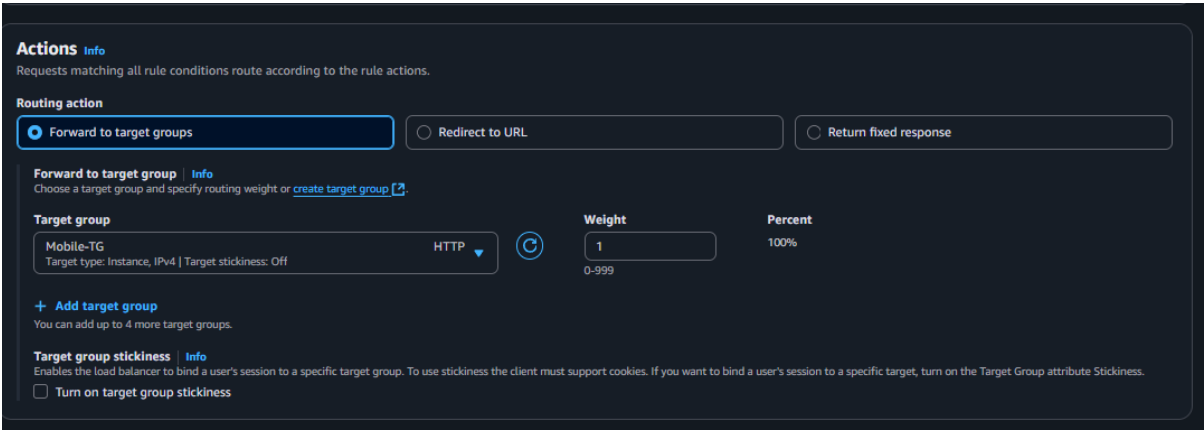 Actions Info
Requests matching all rule conditions route according to the rule actions.
Routing action
Forward to target groups
Redirect to URL
Return fixed response
Forward to target group | Info
Choose a target group and specify routing weight or create target group.
Target group
Weight
Percent
Mobile-TG
HTTP
1
100%
Target type: Instance, IPv4 | Target stickiness: Off
0-999
+ Add target group
You can add up to 4 more target groups.
Target group stickiness | Info
Enables the load balancer to bind a user's session to a specific target group. To use stickiness the client must support cookies. If you want to bind a user's session to a specific target, turn on the Target Group attribute Stickiness.
Turn on target group stickiness